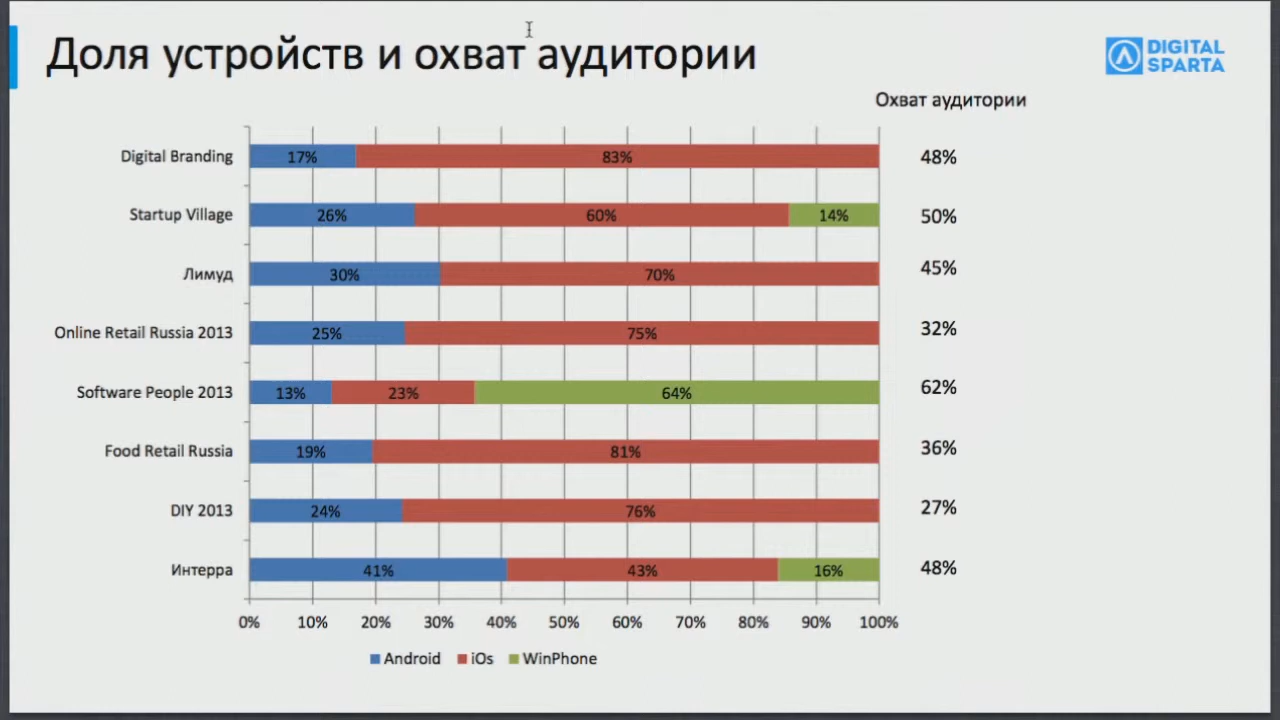 Доля устройств и охват аудитории
DIGITAL
SPARTA
Охват аудитории
Digital Branding 17% 83% 48%
Startup Village 26% 60% 14% 50%
Лимуд 30% 70% 45%
Online Retail Russia 2013 25% 75% 32%
Software People 2013 13% 23% 64% 62%
Food Retail Russia 19% 81% 36%
DIY 2013 24% 76% 27%
Интерра 41% 43% 16% 48%
0% 10% 20% 30% 40% 50% 60% 70% 80% 90% 100%
Android iOs WinPhone